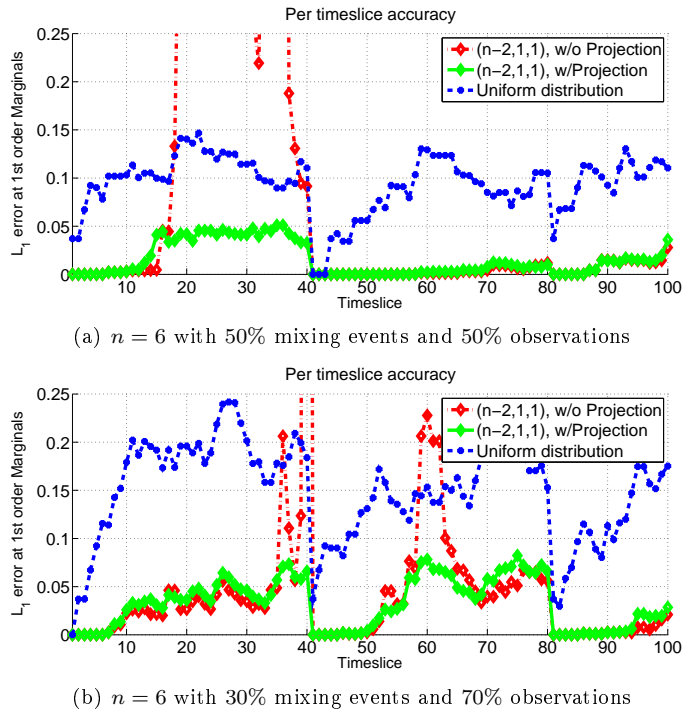 Per timeslice accuracy
0.25
0.2
0.15
0.1
0.05
0
L1 error at 1st order Marginals
(n−2,1,1), w/o Projection
(n−2,1,1), w/Projection
Uniform distribution
10 20 30 40 50 60 70 80 90 100
Timeslice
(a) n = 6 with 50% mixing events and 50% observations
Per timeslice accuracy
0.25
0.2
0.15
0.1
0.05
0
L1 error at 1st order Marginals
(n−2,1,1), w/o Projection
(n−2,1,1), w/Projection
Uniform distribution
10 20 30 40 50 60 70 80 90 100
Timeslice
(b) n = 6 with 30% mixing events and 70% observations